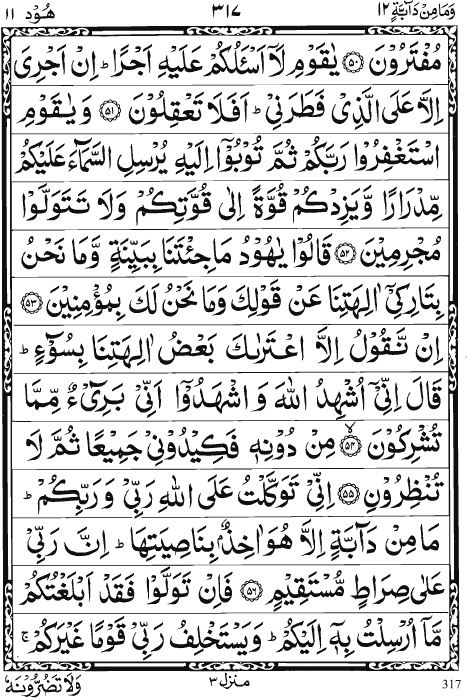 وَمَا مِنْ دَآبَّةٍ ١٢ ٣١٧ هُوْد ١١
مُفْتَرُوْنَ ۝٥٠ يٰقَوْمِ لَاۤ اَسْـَٔلُكُمْ عَلَيْهِ اَجْرًا ؕ اِنْ اَجْرِىَ
اِلَّا عَلَى الَّذِىْ فَطَرَنِىْ ؕ اَفَلَا تَعْقِلُوْنَ ۝٥١ وَيٰقَوْمِ
اسْتَغْفِرُوْا رَبَّكُمْ ثُمَّ تُوْبُوْۤا اِلَيْهِ يُرْسِلِ السَّمَآءَ عَلَيْكُمْ
مِّدْرَارًا وَّيَزِدْكُمْ قُوَّةً اِلٰى قُوَّتِكُمْ وَلَا تَتَوَلَّوْا
مُجْرِمِيْنَ ۝٥٢ قَالُوْا يٰهُوْدُ مَا جِئْتَنَا بِبَيِّنَةٍ وَّمَا نَحْنُ
بِتَارِكِىْۤ اٰلِهَتِنَا عَنْ قَوْلِكَ وَمَا نَحْنُ لَكَ بِمُؤْمِنِيْنَ ۝٥٣
اِنْ نَّقُوْلُ اِلَّا اعْتَرٰىكَ بَعْضُ اٰلِهَتِنَا بِسُوْٓءٍ ؕ
قَالَ اِنِّىْۤ اُشْهِدُ اللّٰهَ وَاشْهَدُوْۤا اَنِّىْ بَرِىْٓءٌ مِّمَّا
تُشْرِكُوْنَ ۝٥٤ۙ مِنْ دُوْنِهٖ فَكِيْدُوْنِىْ جَمِيْعًا ثُمَّ لَا
تُنْظِرُوْنِ ۝٥٥ اِنِّىْ تَوَكَّلْتُ عَلَى اللّٰهِ رَبِّىْ وَرَبِّكُمْ ؕ
مَا مِنْ دَآبَّةٍ اِلَّا هُوَ اٰخِذٌۢ بِنَاصِيَتِهَا ؕ اِنَّ رَبِّىْ
عَلٰى صِرَاطٍ مُّسْتَقِيْمٍ ۝٥٦ فَاِنْ تَوَلَّوْا فَقَدْ اَبْلَغْتُكُمْ
مَّاۤ اُرْسِلْتُ بِهٖۤ اِلَيْكُمْ ؕ وَيَسْتَخْلِفُ رَبِّىْ قَوْمًا غَيْرَكُمْ ۚ
وَلَا تَضُرُّوْنَهٗ منزل ٣ 317